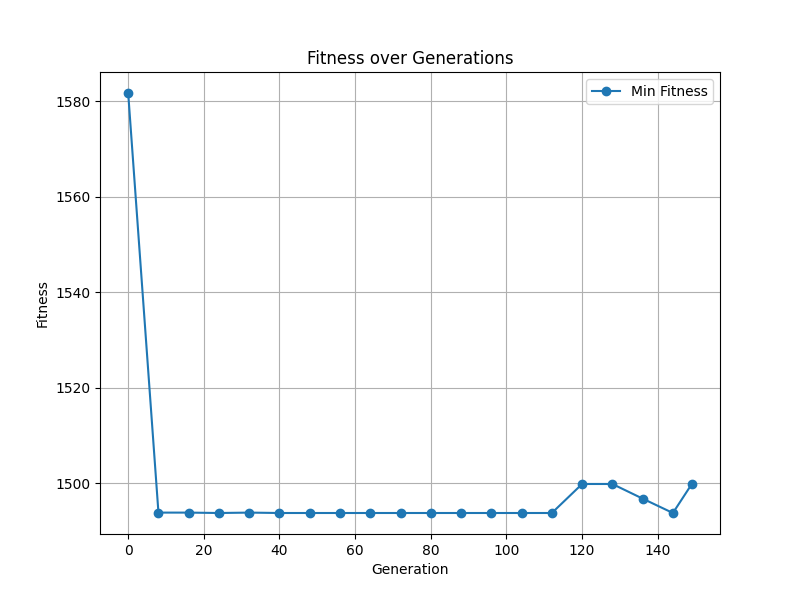 Fitness over Generations
Min Fitness
1580
1560
1540
1520
1500
Fitness
0 20 40 60 80 100 120 140
Generation